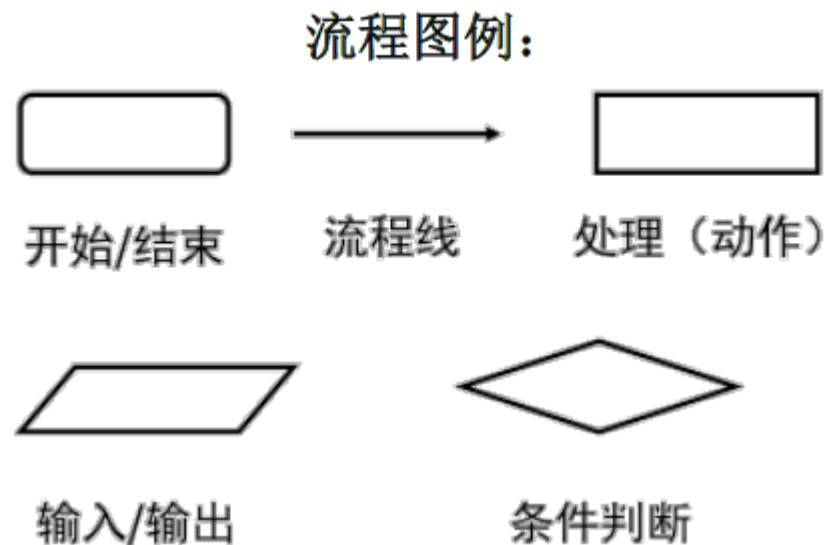 流程图例：
开始/结束
流程线
处理（动作）
输入/输出
条件判断